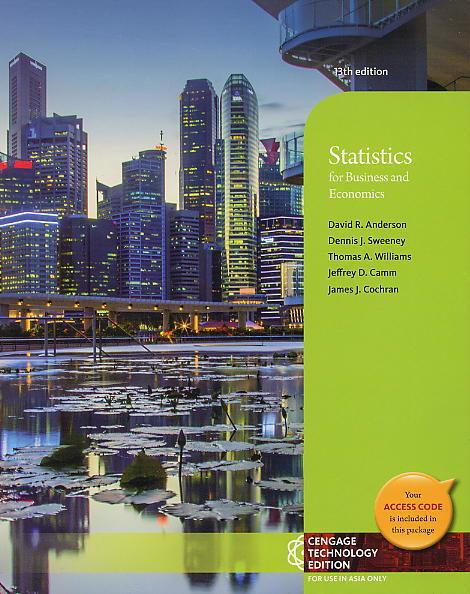 13th edition
Statistics
for Business and
Economics
David R. Anderson
Dennis J. Sweeney
Thomas A. Williams
Jeffrey D. Camm
James J. Cochran
Your
ACCESS CODE
is included in
this package
CENGAGE
TECHNOLOGY
EDITION
FOR USE IN ASIA ONLY